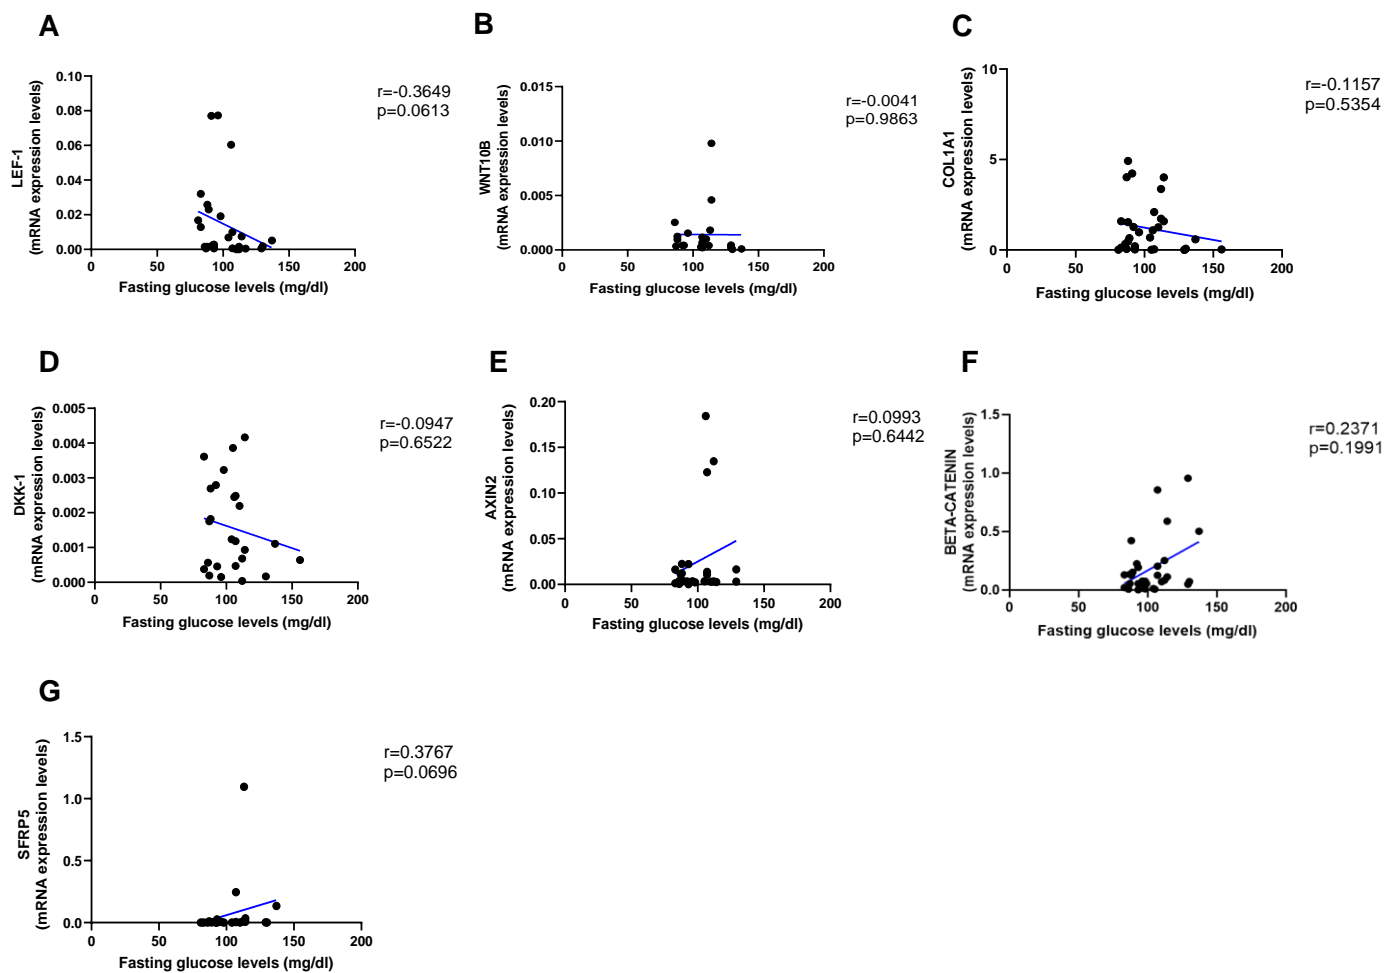 A
LEF-1
(mRNA expression levels)
0.10
0.08
0.06
0.04
0.02
0.00
0 50 100 150 200
Fasting glucose levels (mg/dl)
r=-0.3649
p=0.0613
B
WNT10B
(mRNA expression levels)
0.015
0.010
0.005
0.000
0 50 100 150 200
Fasting glucose levels (mg/dl)
r=-0.0041
p=0.9863
C
COL1A1
(mRNA expression levels)
10
5
0
0 50 100 150 200
Fasting glucose levels (mg/dl)
r=-0.1157
p=0.5354
D
DKK-1
(mRNA expression levels)
0.005
0.004
0.003
0.002
0.001
0.000
0 50 100 150 200
Fasting glucose levels (mg/dl)
r=-0.0947
p=0.6522
E
AXIN2
(mRNA expression levels)
0.20
0.15
0.10
0.05
0.00
0 50 100 150 200
Fasting glucose levels (mg/dl)
r=0.0993
p=0.6442
F
BETA-CATENIN
(mRNA expression levels)
1.5
1.0
0.5
0.0
0 50 100 150 200
Fasting glucose levels (mg/dl)
r=0.2371
p=0.1991
G
SFRP5
(mRNA expression levels)
1.5
1.0
0.5
0.0
0 50 100 150 200
Fasting glucose levels (mg/dl)
r=0.3767
p=0.0696